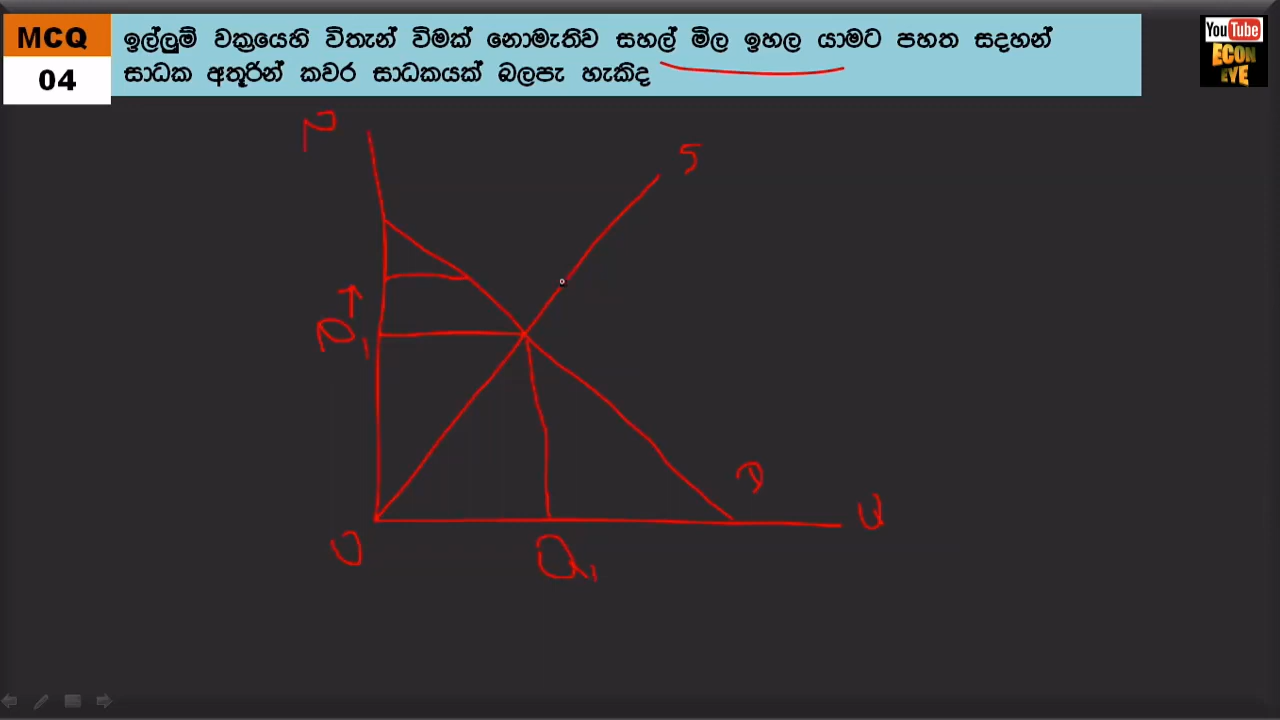 MCQ
04
ඉල්ලුම් වක්‍රයෙහි විතැන් වීමක් නොමැතිව සහල් මිල ඉහල යාමට පහත සඳහන්
සාධක අතුරින් කවර සාධකයක් බලපෑ හැකිද
YouTube
ECON
EYE
P
S
P₁
D
Q
O
Q₁